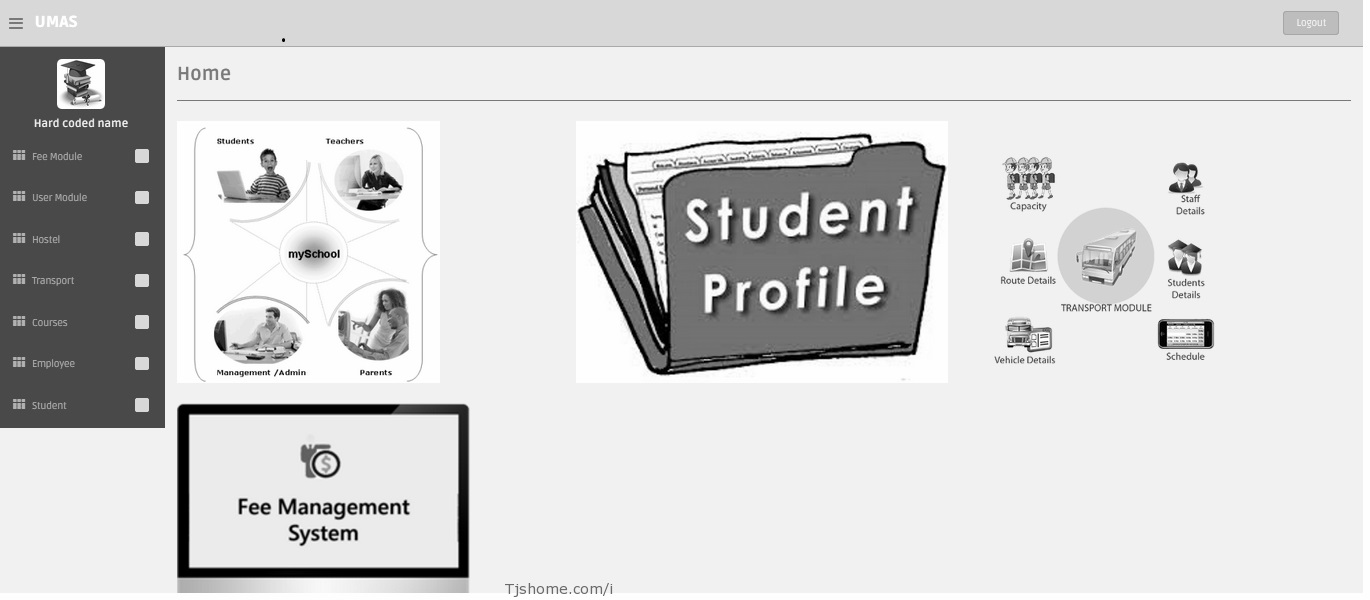 UMAS
Logout
Home
Hard coded name
Fee Module
User Module
Hostel
Transport
Courses
Employee
Student
Students
Teachers
mySchool
Management /Admin
Parents
Student
Profile
Capacity
Staff
Details
Route Details
TRANSPORT MODULE
Students
Details
Vehicle Details
Schedule
Fee Management
System
Tjshome.com/i